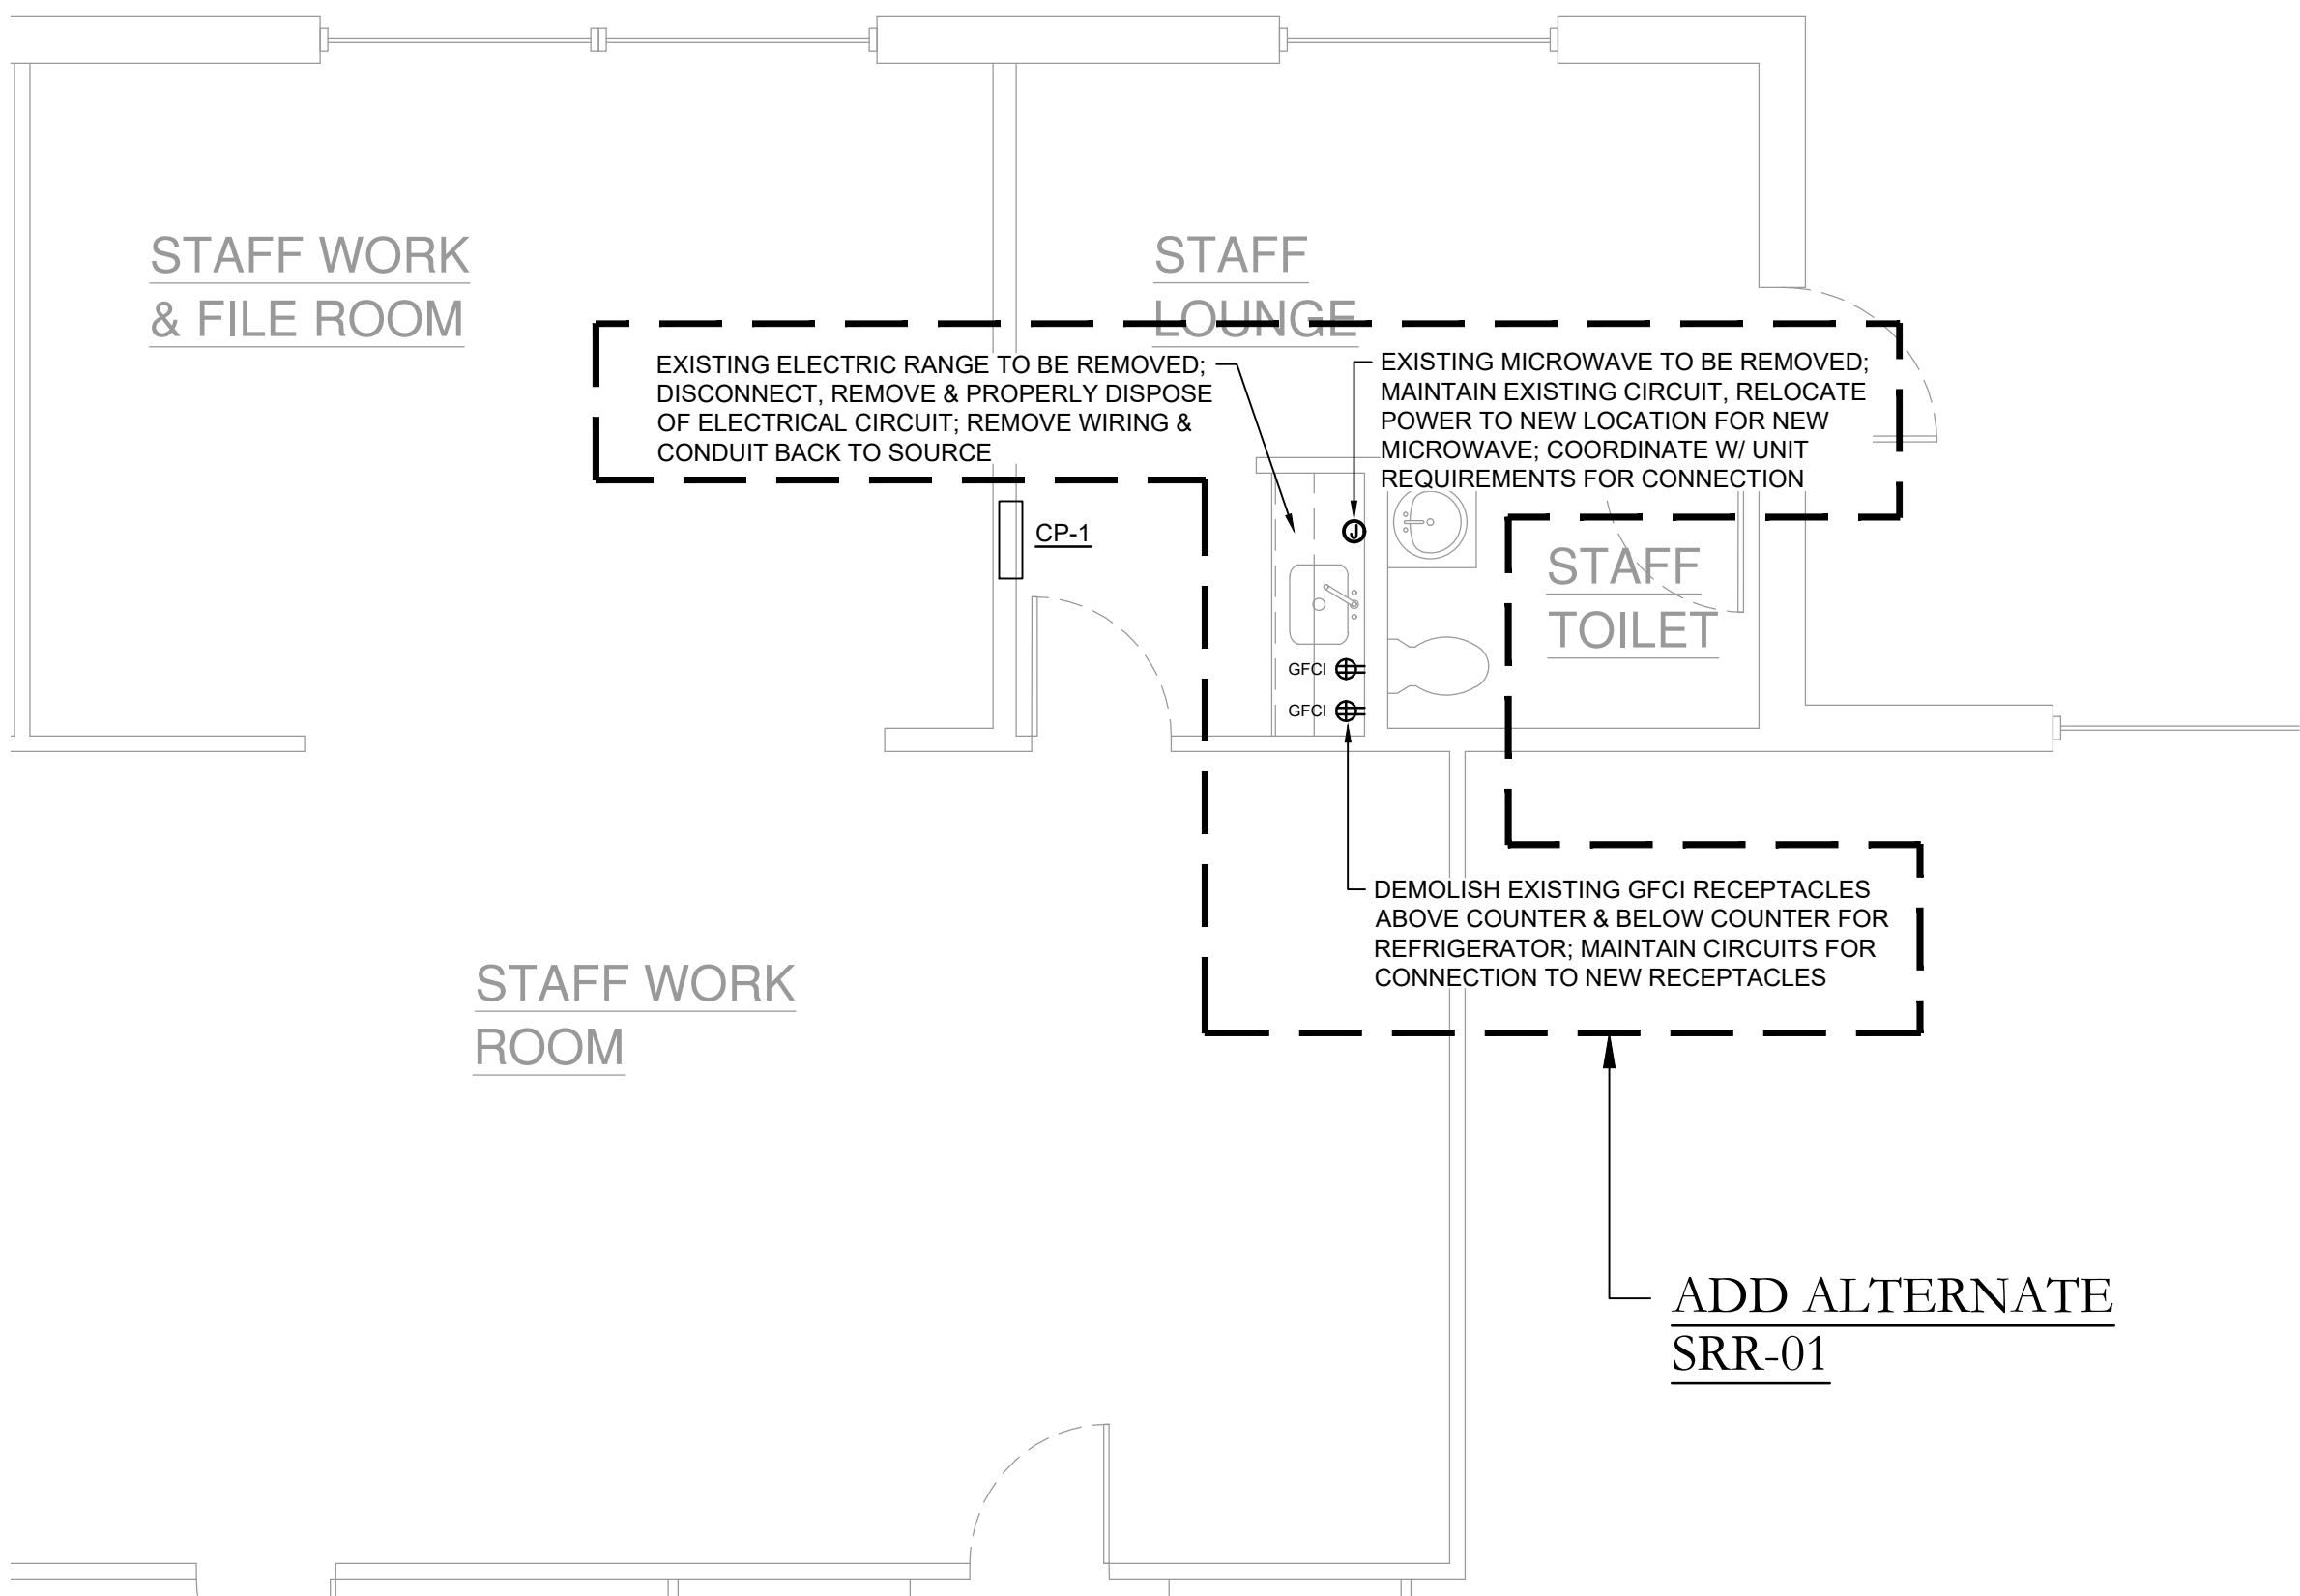 STAFF WORK
& FILE ROOM
STAFF
LOUNGE
EXISTING ELECTRIC RANGE TO BE REMOVED;
DISCONNECT, REMOVE & PROPERLY DISPOSE
OF ELECTRICAL CIRCUIT; REMOVE WIRING &
CONDUIT BACK TO SOURCE
EXISTING MICROWAVE TO BE REMOVED;
MAINTAIN EXISTING CIRCUIT, RELOCATE
POWER TO NEW LOCATION FOR NEW
MICROWAVE; COORDINATE W/ UNIT
REQUIREMENTS FOR CONNECTION
CP-1
J
STAFF
TOILET
GFCI
GFCI
DEMOLISH EXISTING GFCI RECEPTACLES
ABOVE COUNTER & BELOW COUNTER FOR
REFRIGERATOR; MAINTAIN CIRCUITS FOR
CONNECTION TO NEW RECEPTACLES
STAFF WORK
ROOM
ADD ALTERNATE
SRR-01